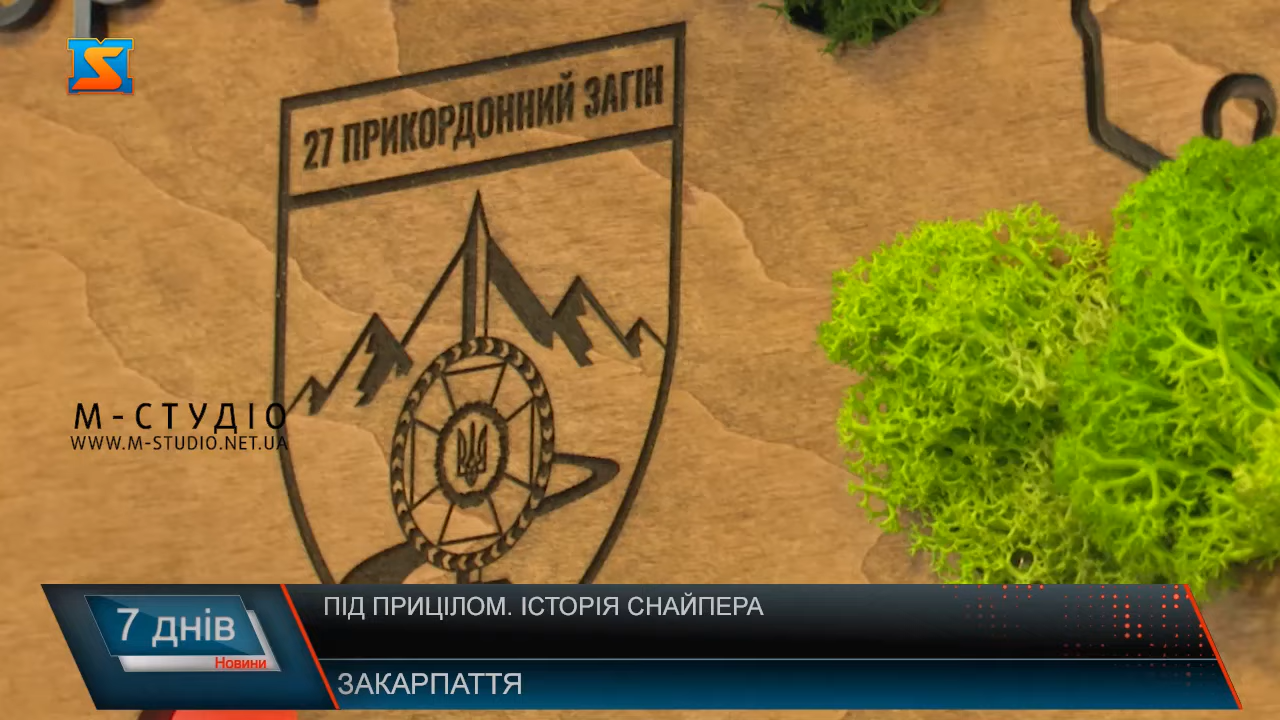 27 ПРИКОРДОННИЙ ЗАГІН
М-СТУДІО
WWW.M-STUDIO.NET.UA
ПІД ПРИЦІЛОМ. ІСТОРІЯ СНАЙПЕРА
7 днів
Новини
ЗАКАРПАТТЯ